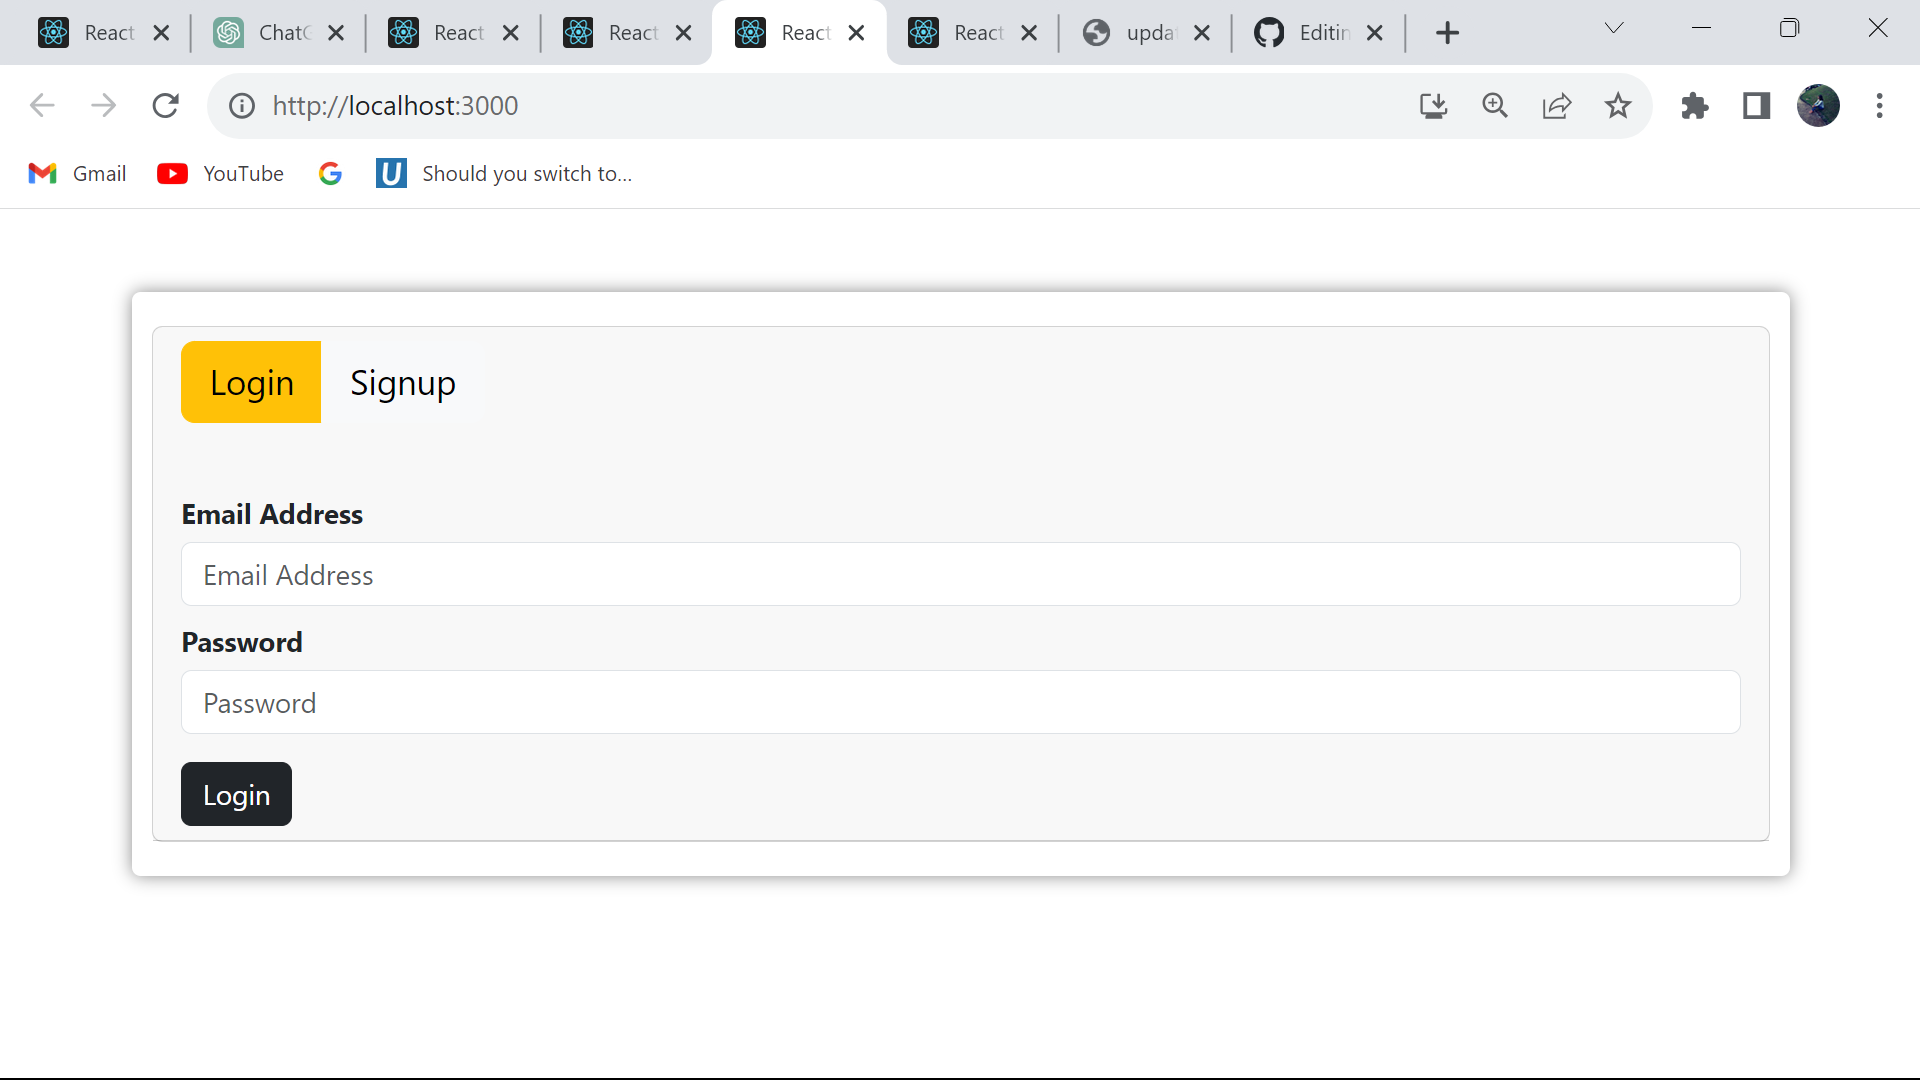 React
ChatG
React
React
React
React
updat
Editin
http://localhost:3000
Gmail
YouTube
Should you switch to...
Login
Signup
Email Address
Email Address
Password
Password
Login